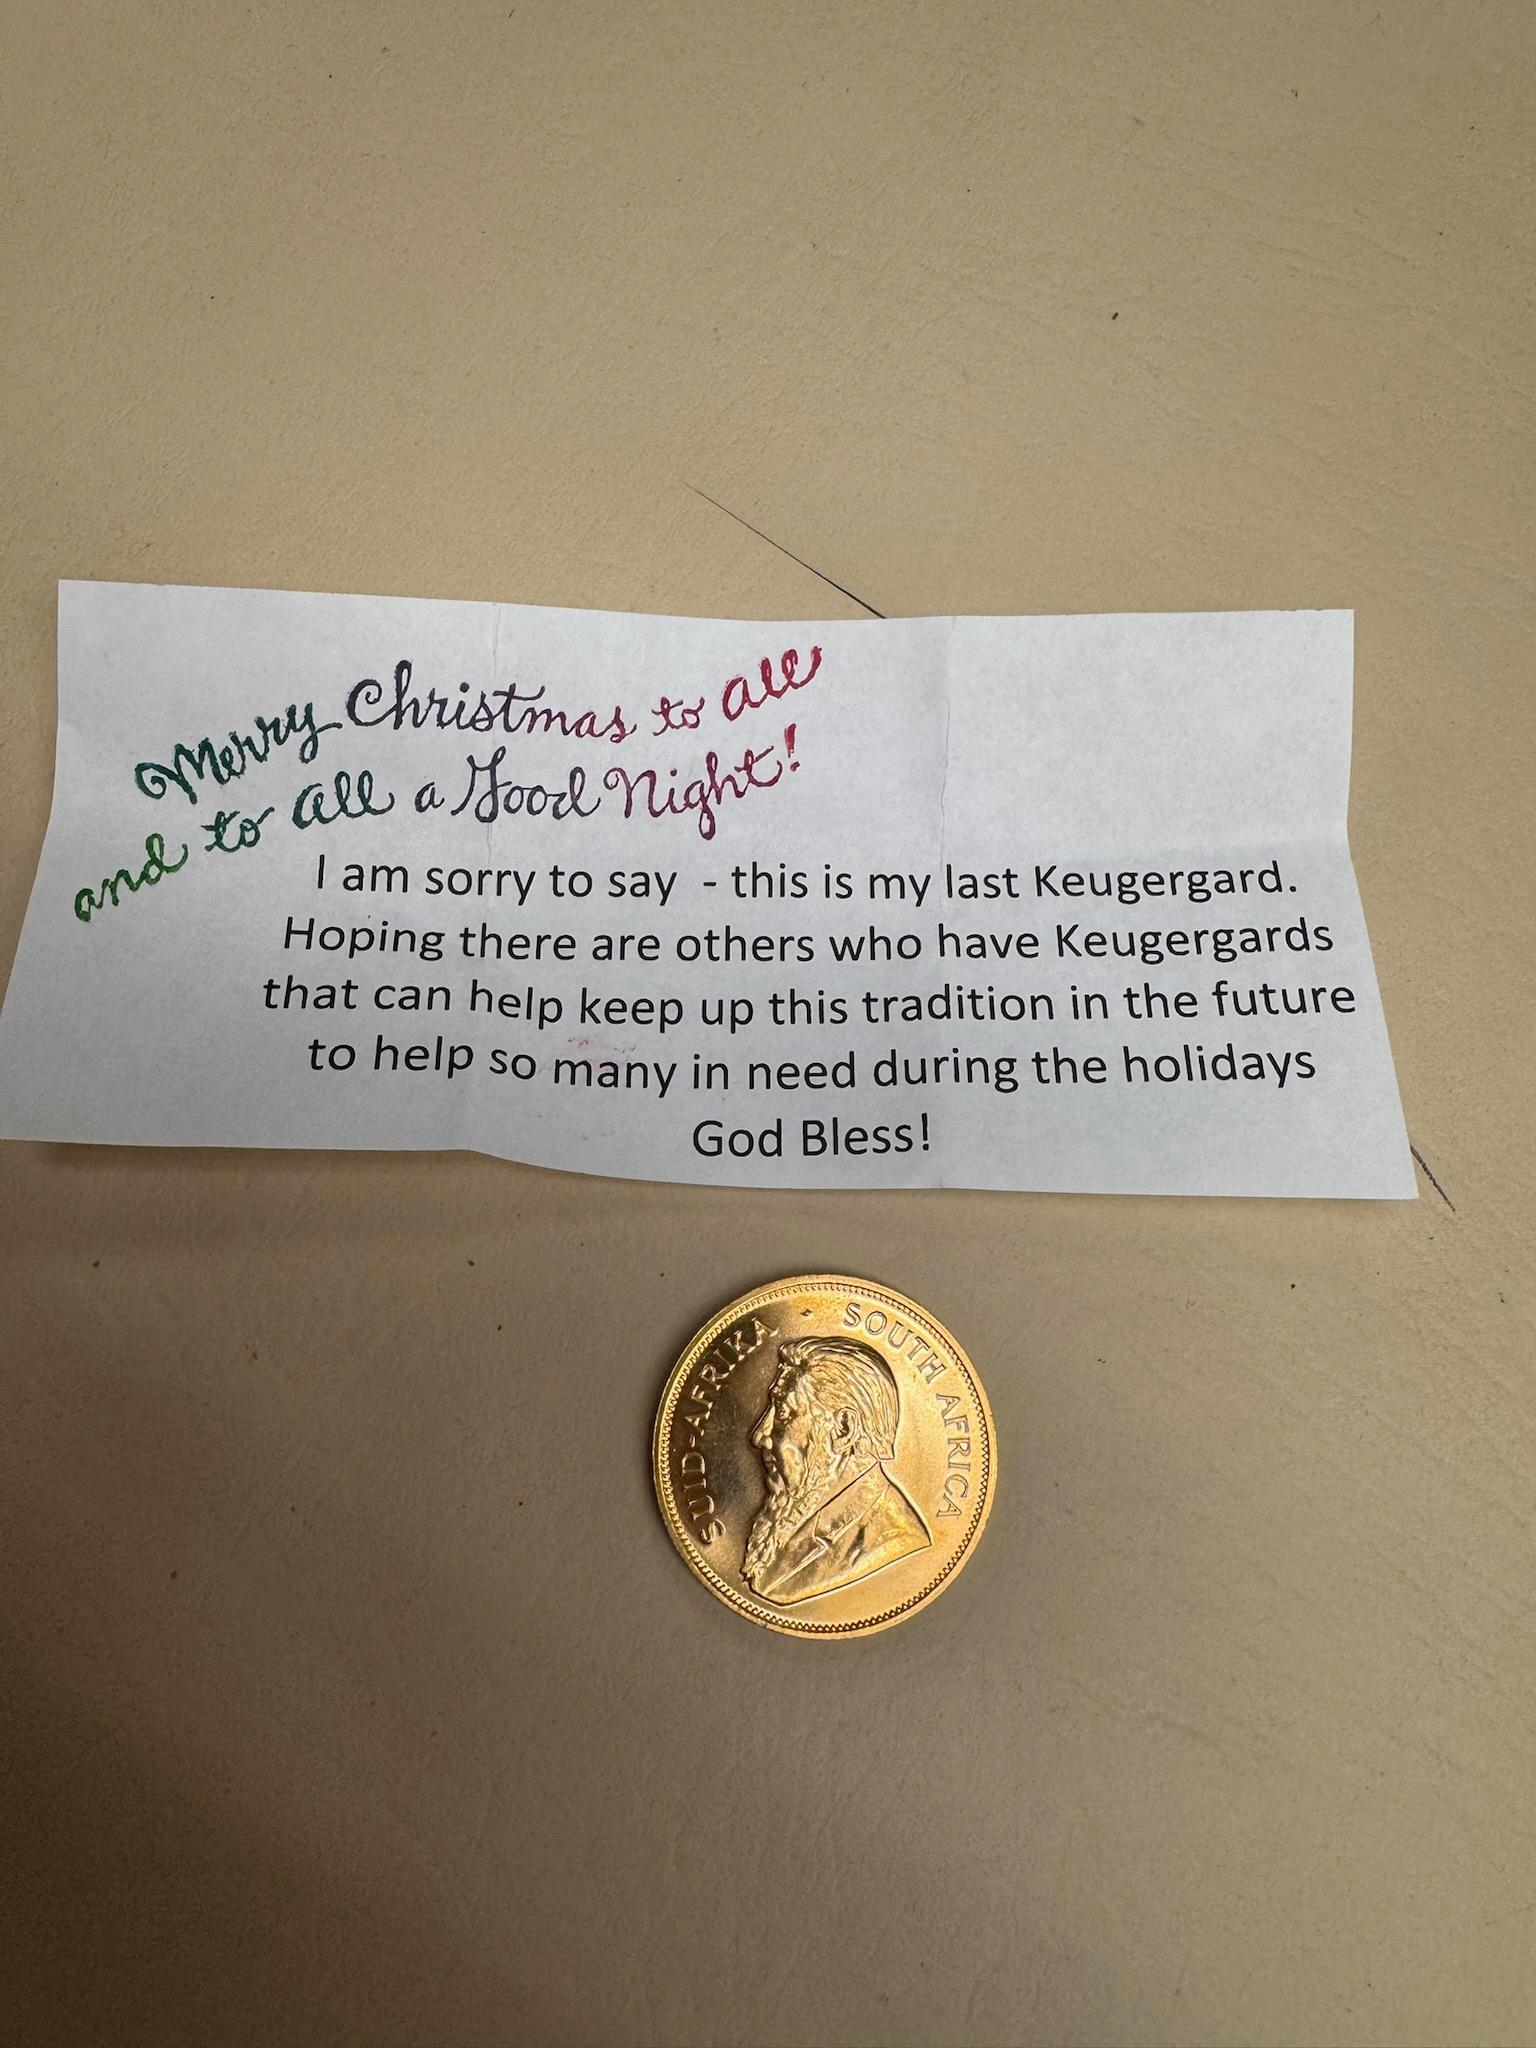 Merry Christmas to all
and to all a Good Night!
I am sorry to say - this is my last Keugergard.
Hoping there are others who have Keugergards
that can help keep up this tradition in the future
to help so many in need during the holidays
God Bless!
SUID-AFRIKA · SOUTH AFRICA